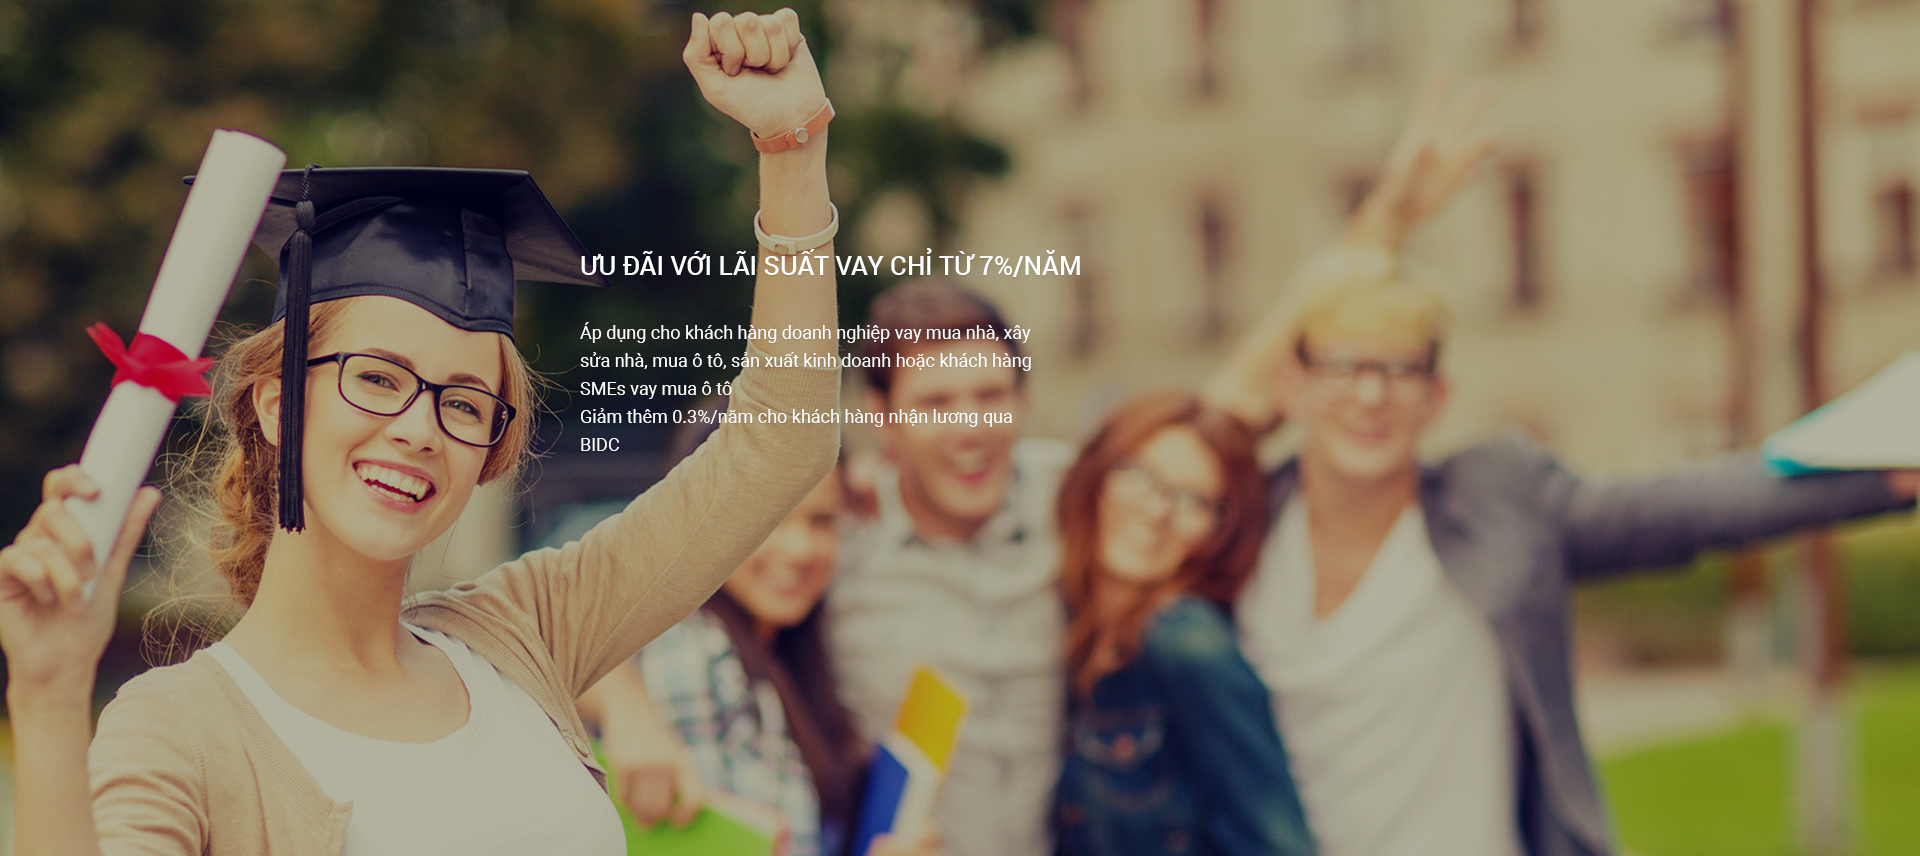 ƯU ĐÃI VỚI LÃI SUẤT VAY CHỈ TỪ 7%/NĂM
Áp dụng cho khách hàng doanh nghiệp vay mua nhà, xây
sửa nhà, mua ô tô, sản xuất kinh doanh hoặc khách hàng
SMEs vay mua ô tô
Giảm thêm 0.3%/năm cho khách hàng nhận lương qua
BIDC